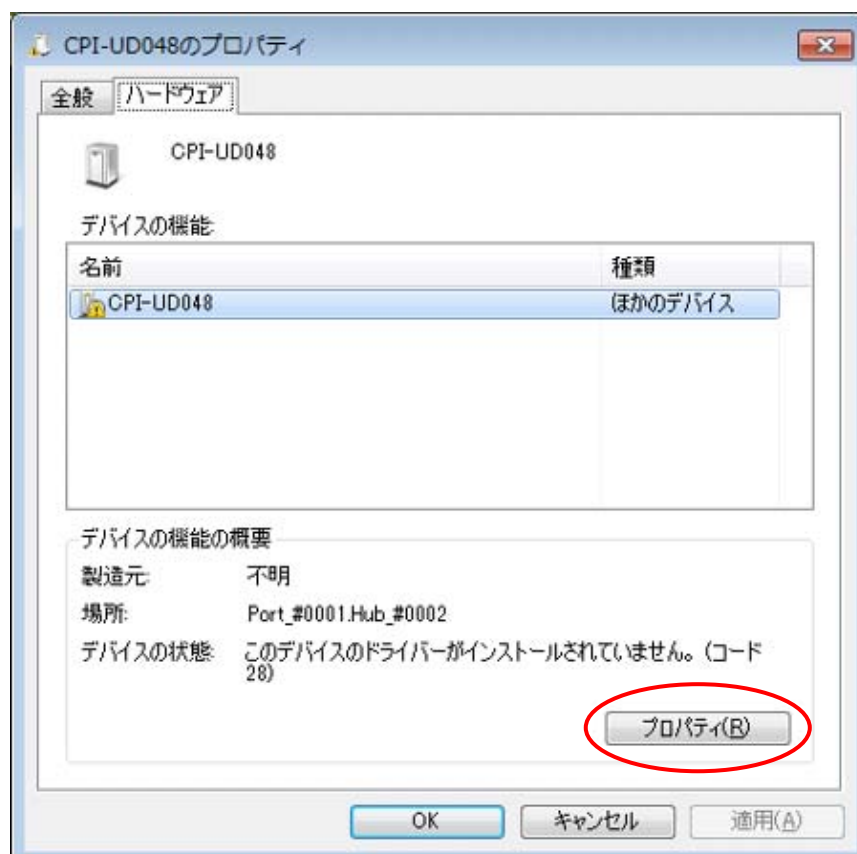 CPI-UD048のプロパティ
全般 ハードウェア
CPI-UD048
デバイスの機能:
名前 種類
CPI-UD048 ほかのデバイス
デバイスの機能の概要
製造元: 不明
場所: Port_#0001.Hub_#0002
デバイスの状態: このデバイスのドライバーがインストールされていません。(コード
28)
プロパティ(R)
OK キャンセル 適用(A)